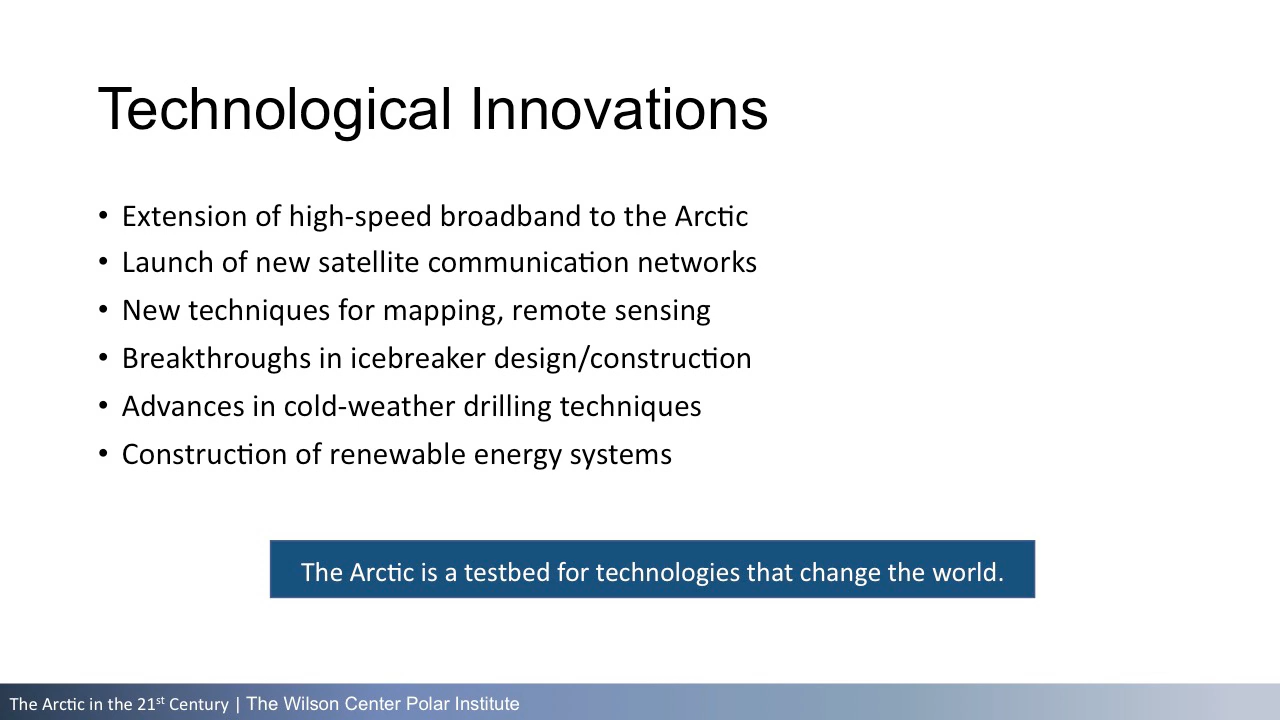 Technological Innovations
• Extension of high-speed broadband to the Arctic
• Launch of new satellite communication networks
• New techniques for mapping, remote sensing
• Breakthroughs in icebreaker design/construction
• Advances in cold-weather drilling techniques
• Construction of renewable energy systems
The Arctic is a testbed for technologies that change the world.
The Arctic in the 21st Century | The Wilson Center Polar Institute